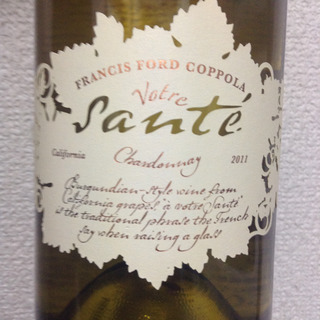 FRANCIS FORD COPPOLA
Votre
Santé
California
Chardonnay
2011
Burgundian-Style wine from
California grapes "à votre Santé"
is the traditional phrase the French
say when raising a glass